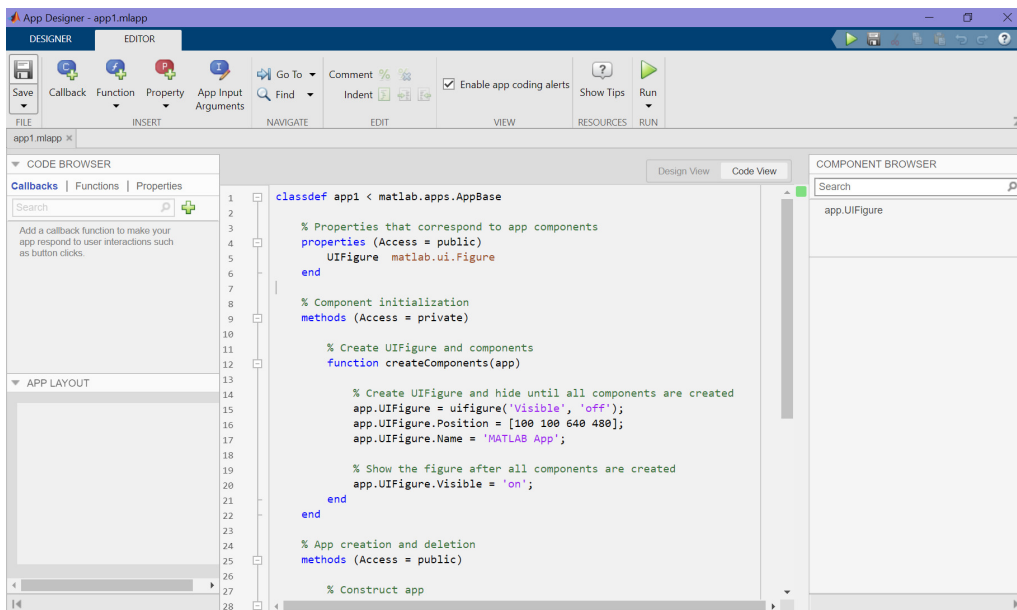 App Designer - app1.mlapp
DESIGNER EDITOR
Save Callback Function Property App Input Arguments
Go To
Find
Comment
Indent
Enable app coding alerts
Show Tips
Run
FILE INSERT NAVIGATE EDIT VIEW RESOURCES RUN
app1.mlapp
CODE BROWSER
Callbacks | Functions | Properties
Search
Add a callback function to make your
app respond to user interactions such
as button clicks.
APP LAYOUT
Design View Code View
1 classdef app1 < matlab.apps.AppBase
2
3 % Properties that correspond to app components
4 properties (Access = public)
5 UIFigure matlab.ui.Figure
6 end
7
8 % Component initialization
9 methods (Access = private)
10
11 % Create UIFigure and components
12 function createComponents(app)
13
14 % Create UIFigure and hide until all components are created
15 app.UIFigure = uifigure('Visible', 'off');
16 app.UIFigure.Position = [100 100 640 480];
17 app.UIFigure.Name = 'MATLAB App';
18
19 % Show the figure after all components are created
20 app.UIFigure.Visible = 'on';
21 end
22 end
23
24 % App creation and deletion
25 methods (Access = public)
26
27 % Construct app
28
COMPONENT BROWSER
Search
app.UIFigure